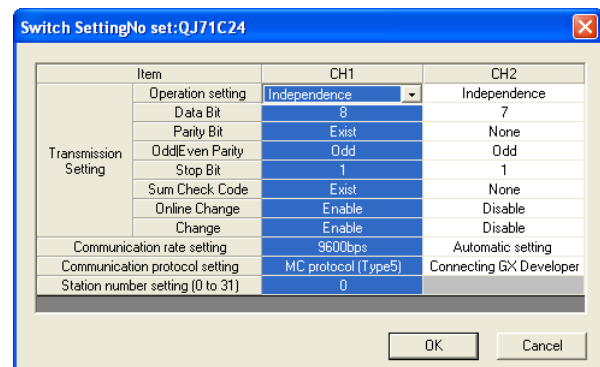 Switch SettingNo set:QJ71C24
Item CH1 CH2
Operation setting Independence Independence
Data Bit 8 7
Parity Bit Exist None
Transmission Setting Odd|Even Parity Odd Odd
Stop Bit 1 1
Sum Check Code Exist None
Online Change Enable Disable
Change Enable Disable
Communication rate setting 9600bps Automatic setting
Communication protocol setting MC protocol (Type5) Connecting GX Developer
Station number setting (0 to 31) 0
OK Cancel